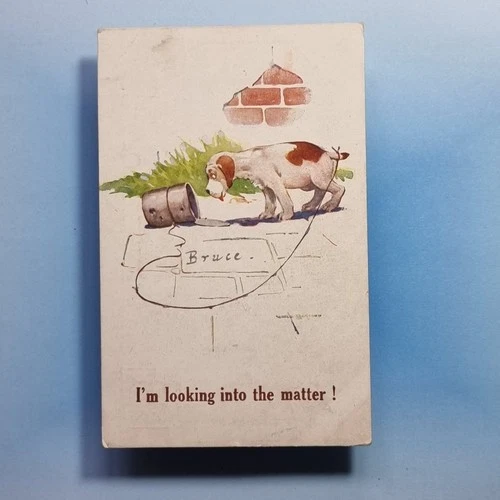 Bruce.
I'm looking into the matter !